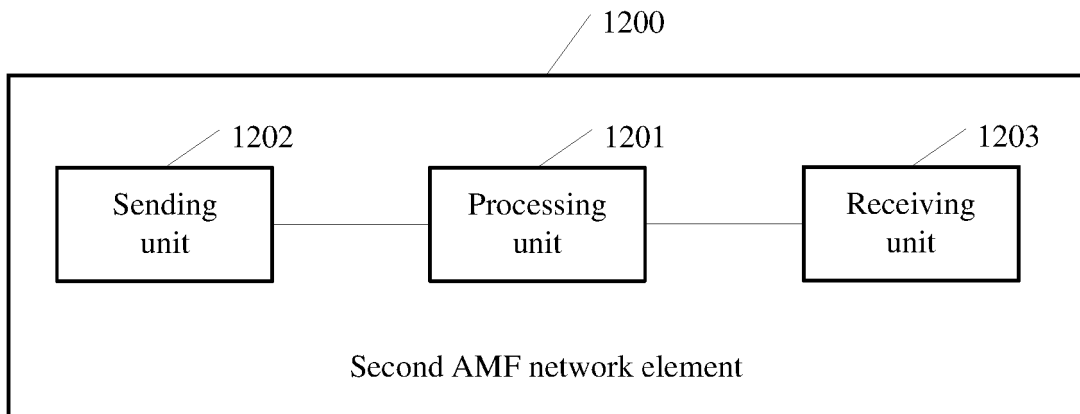 1200
1202
1201
1203
Sending
unit
Processing
unit
Receiving
unit
Second AMF network element